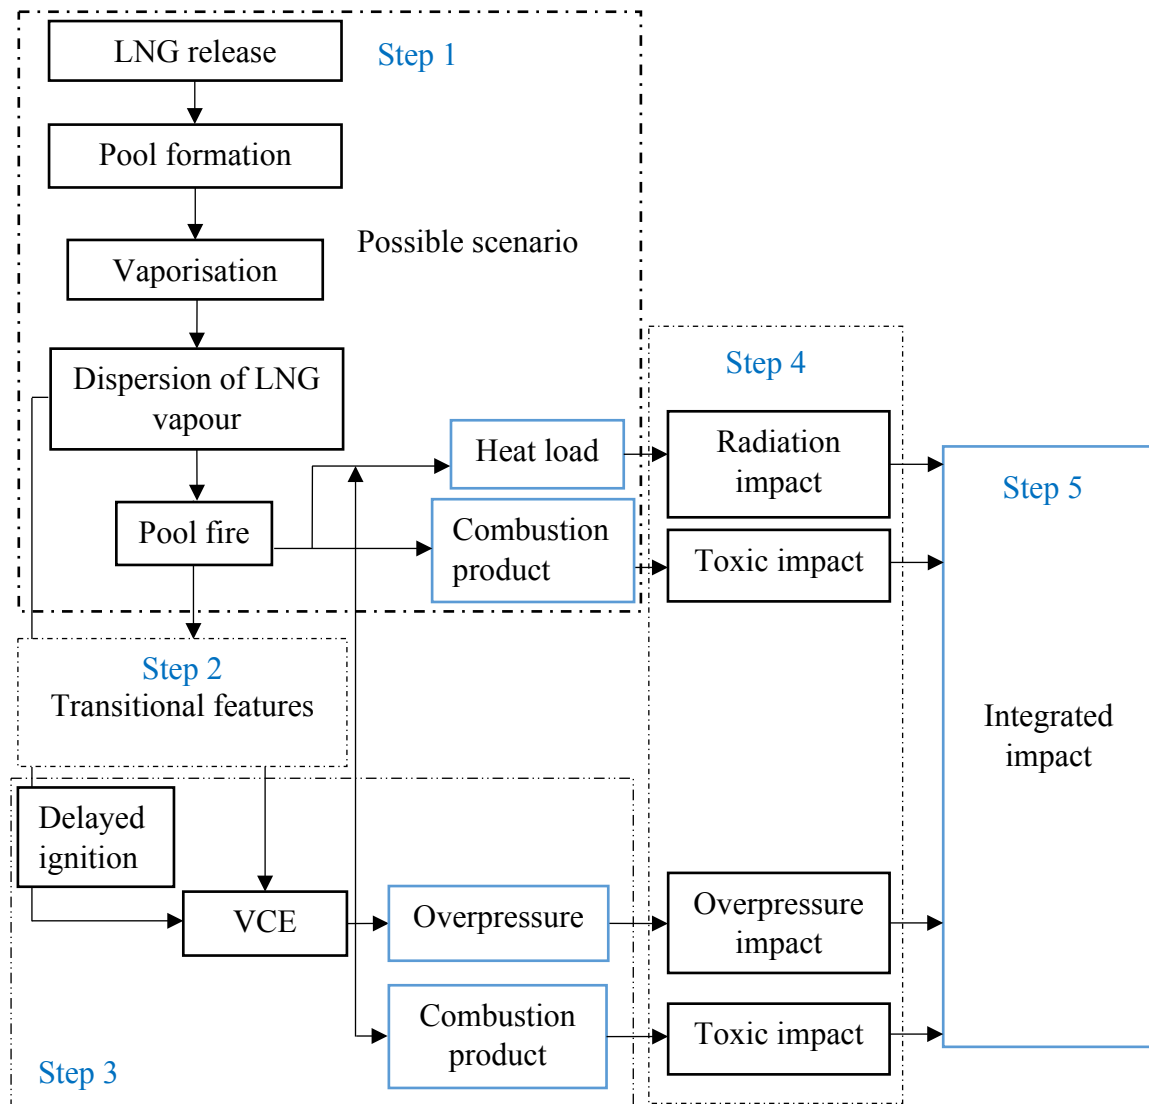 LNG release
Step 1
Pool formation
Possible scenario
Vaporisation
Dispersion of LNG
vapour
Step 4
Heat load
Radiation
impact
Step 5
Pool fire
Combustion
product
Toxic impact
Step 2
Transitional features
Integrated
impact
Delayed
ignition
VCE
Overpressure
Overpressure
impact
Combustion
product
Toxic impact
Step 3